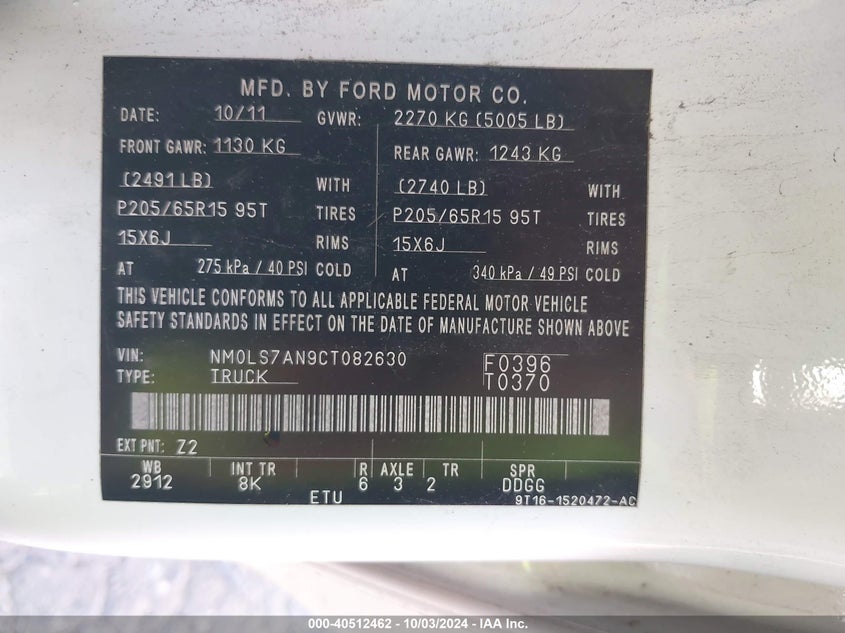 MFD. BY FORD MOTOR CO.
DATE: 10/11 GVWR: 2270 KG (5005 LB)
FRONT GAWR: 1130 KG REAR GAWR: 1243 KG
(2491 LB) WITH (2740 LB) WITH
P205/65R15 95T TIRES P205/65R15 95T TIRES
15X6J RIMS 15X6J RIMS
AT 275 kPa / 40 PSI COLD AT 340 kPa / 49 PSI COLD
THIS VEHICLE CONFORMS TO ALL APPLICABLE FEDERAL MOTOR VEHICLE
SAFETY STANDARDS IN EFFECT ON THE DATE OF MANUFACTURE SHOWN ABOVE
VIN: NM0LS7AN9CT082630 F0396
TYPE: TRUCK T0370
EXT PNT: Z2
WB INT TR R AXLE TR SPR
2912 8K 6 3 2 DDGG
ETU 9T16-1520472-AC
000-40512462 - 10/03/2024 - IAA Inc.